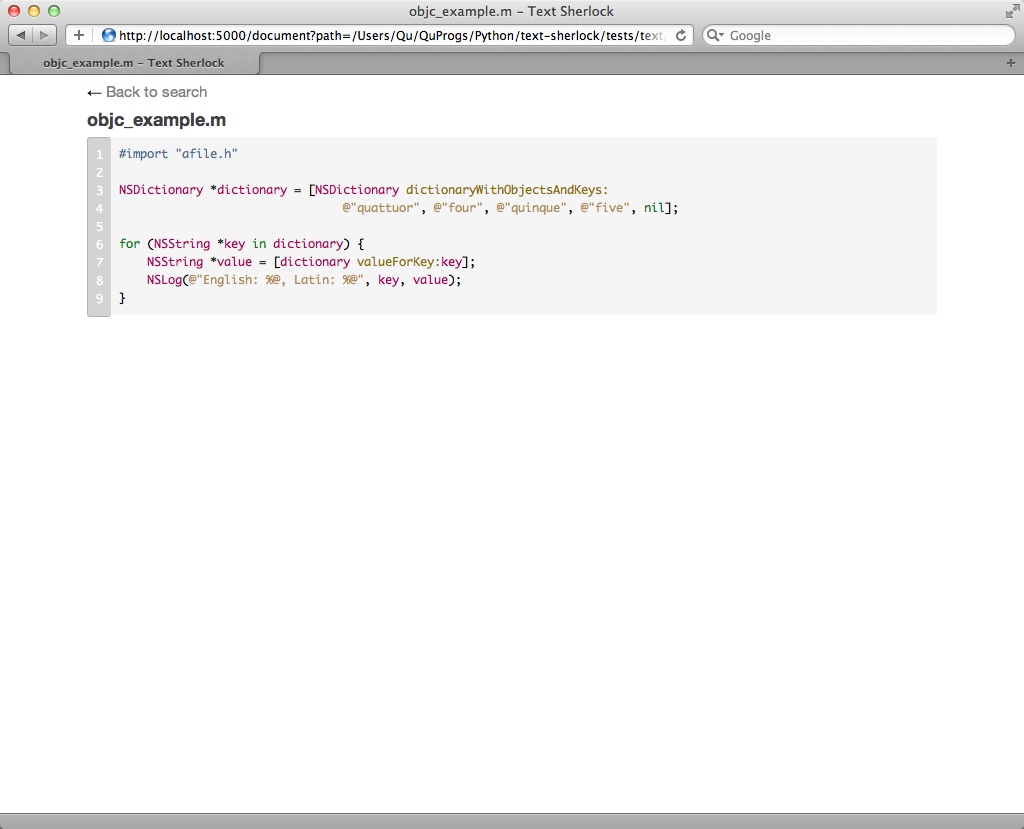 objc_example.m – Text Sherlock
http://localhost:5000/document?path=/Users/Qu/QuProgs/Python/text-sherlock/tests/text/
Google
objc_example.m – Text Sherlock
← Back to search
objc_example.m
1 #import "afile.h"
2
3 NSDictionary *dictionary = [NSDictionary dictionaryWithObjectsAndKeys:
4                                 @"quattuor", @"four", @"quinque", @"five", nil];
5
6 for (NSString *key in dictionary) {
7     NSString *value = [dictionary valueForKey:key];
8     NSLog(@"English: %@, Latin: %@", key, value);
9 }